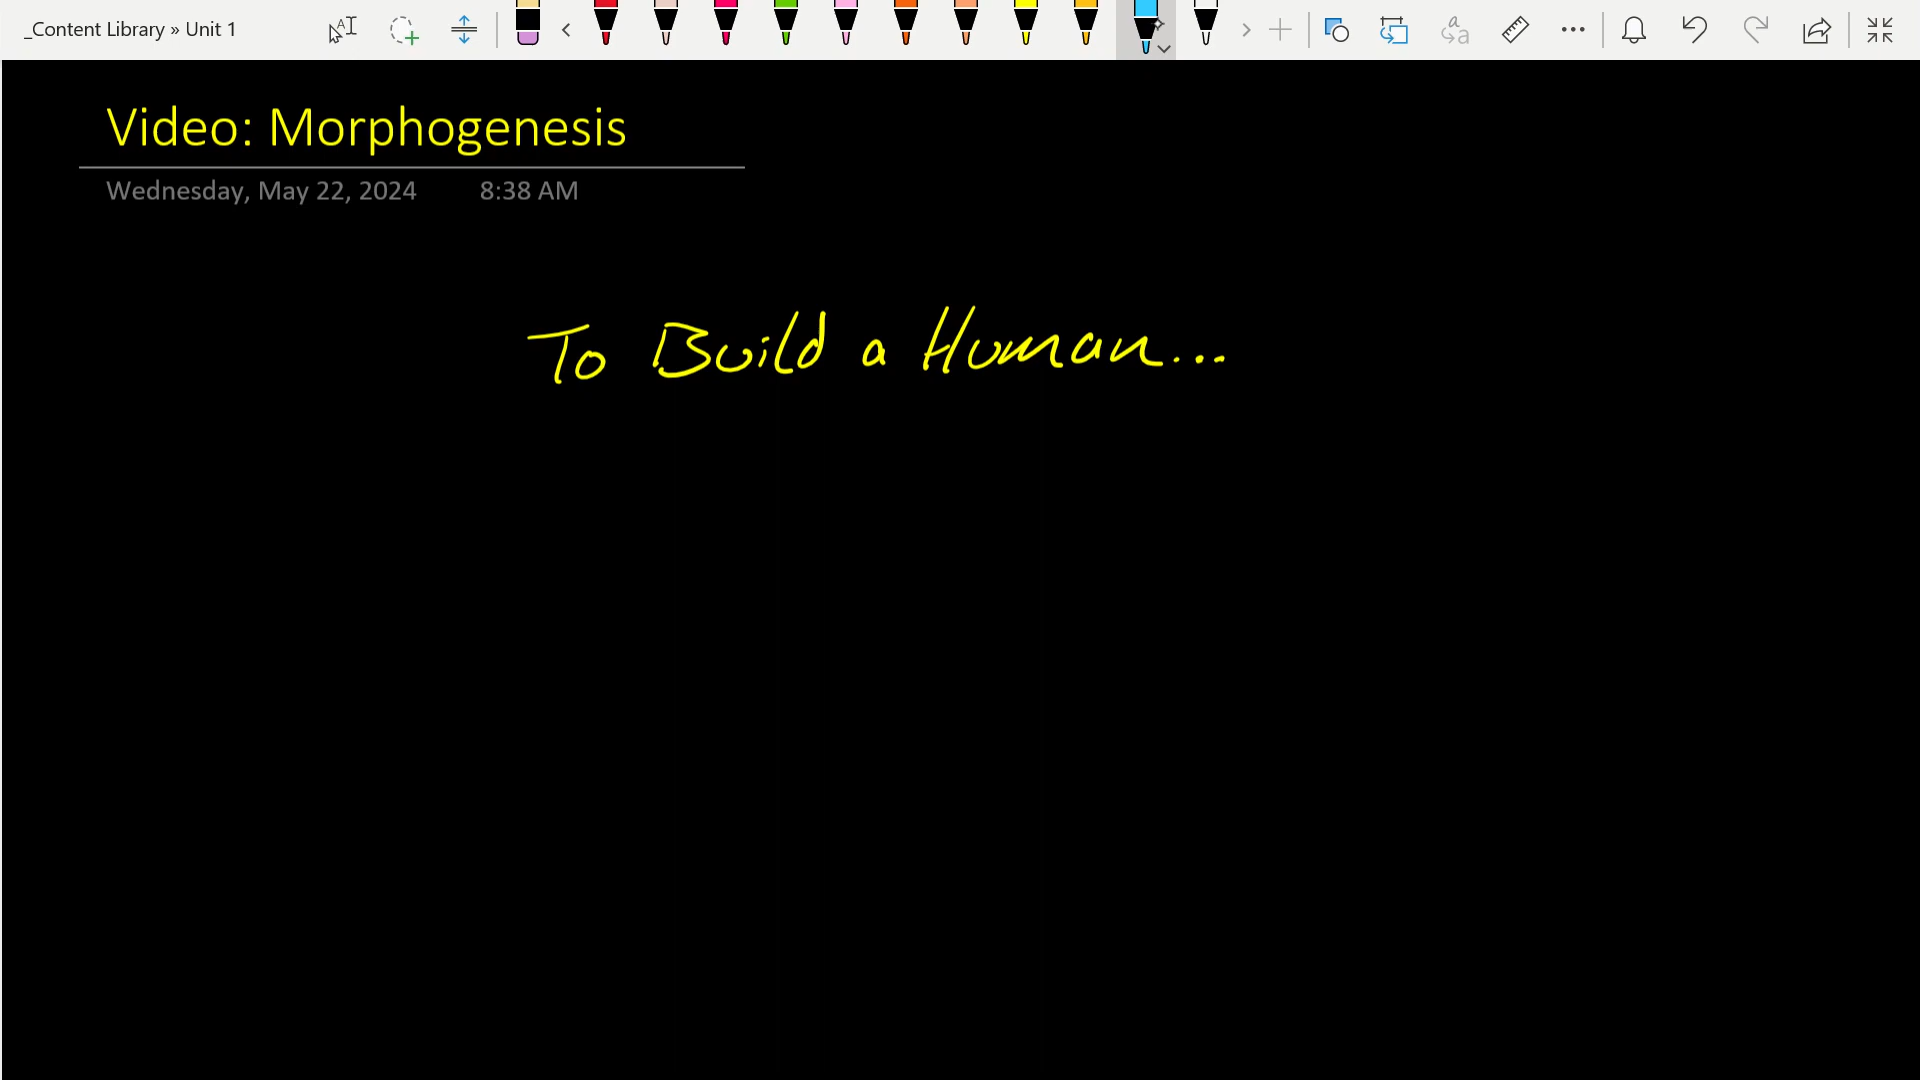 _Content Library » Unit 1
Video: Morphogenesis
Wednesday, May 22, 2024 8:38 AM
To Build a Human...